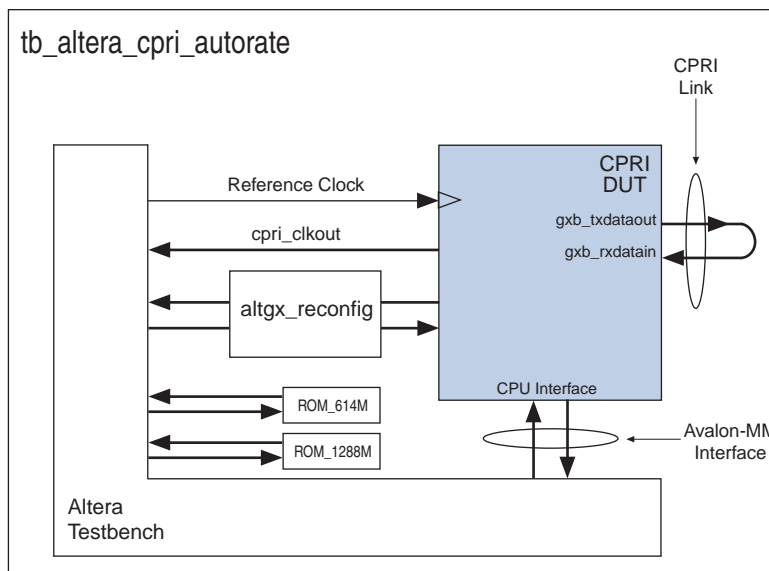 tb_altera_cpri_autorate
CPRI
Link
CPRI
DUT
Reference Clock
gxb_txdataout
cpri_clkout
gxb_rxdatain
altgx_reconfig
CPU Interface
ROM_614M
ROM_1288M
Avalon-MM
Interface
Altera
Testbench